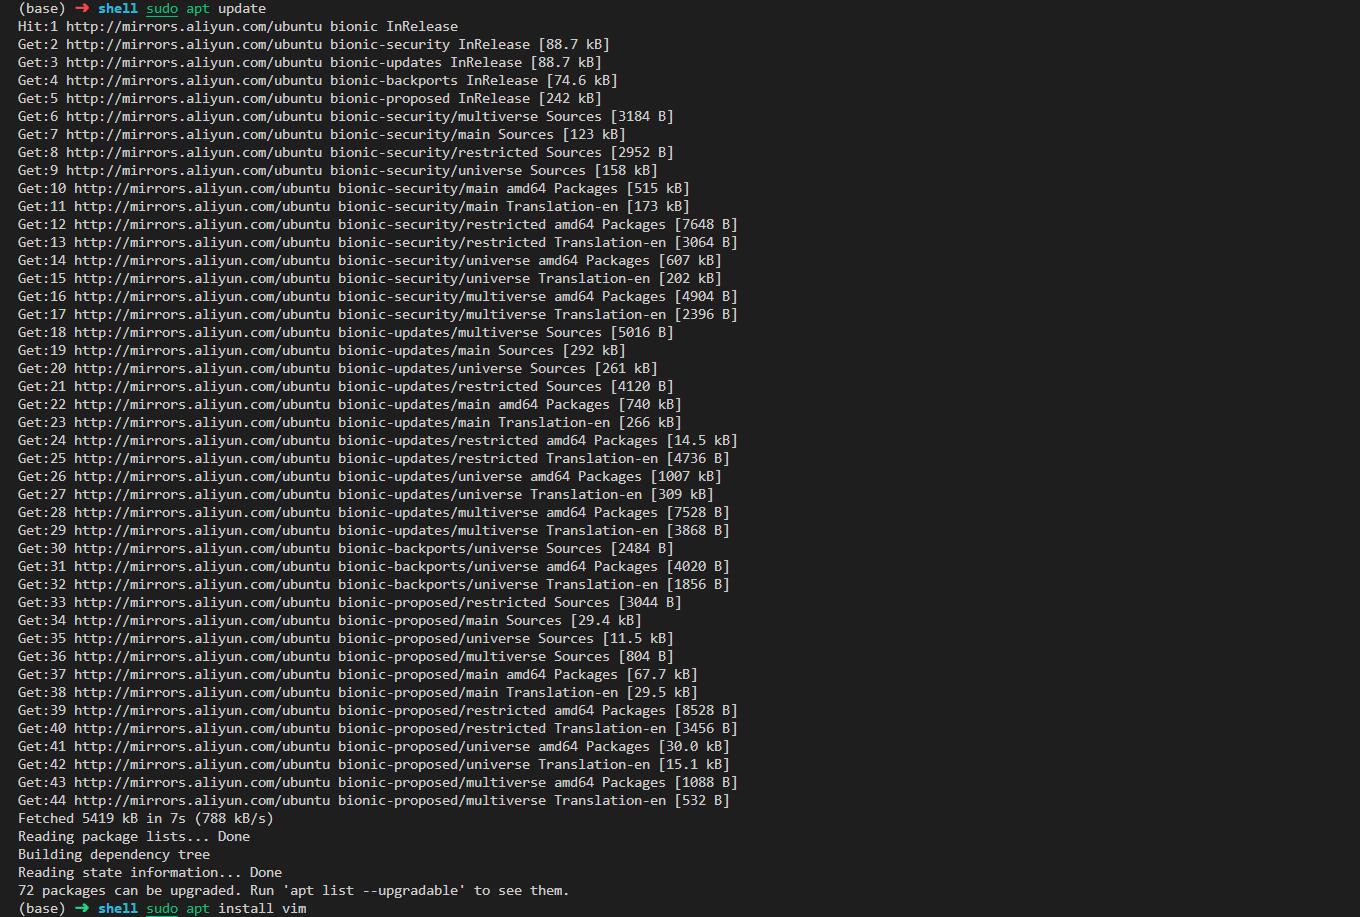 (base) ➜ shell sudo apt update
Hit:1 http://mirrors.aliyun.com/ubuntu bionic InRelease
Get:2 http://mirrors.aliyun.com/ubuntu bionic-security InRelease [88.7 kB]
Get:3 http://mirrors.aliyun.com/ubuntu bionic-updates InRelease [88.7 kB]
Get:4 http://mirrors.aliyun.com/ubuntu bionic-backports InRelease [74.6 kB]
Get:5 http://mirrors.aliyun.com/ubuntu bionic-proposed InRelease [242 kB]
Get:6 http://mirrors.aliyun.com/ubuntu bionic-security/multiverse Sources [3184 B]
Get:7 http://mirrors.aliyun.com/ubuntu bionic-security/main Sources [123 kB]
Get:8 http://mirrors.aliyun.com/ubuntu bionic-security/restricted Sources [2952 B]
Get:9 http://mirrors.aliyun.com/ubuntu bionic-security/universe Sources [158 kB]
Get:10 http://mirrors.aliyun.com/ubuntu bionic-security/main amd64 Packages [515 kB]
Get:11 http://mirrors.aliyun.com/ubuntu bionic-security/main Translation-en [173 kB]
Get:12 http://mirrors.aliyun.com/ubuntu bionic-security/restricted amd64 Packages [7648 B]
Get:13 http://mirrors.aliyun.com/ubuntu bionic-security/restricted Translation-en [3064 B]
Get:14 http://mirrors.aliyun.com/ubuntu bionic-security/universe amd64 Packages [607 kB]
Get:15 http://mirrors.aliyun.com/ubuntu bionic-security/universe Translation-en [202 kB]
Get:16 http://mirrors.aliyun.com/ubuntu bionic-security/multiverse amd64 Packages [4904 B]
Get:17 http://mirrors.aliyun.com/ubuntu bionic-security/multiverse Translation-en [2396 B]
Get:18 http://mirrors.aliyun.com/ubuntu bionic-updates/multiverse Sources [5016 B]
Get:19 http://mirrors.aliyun.com/ubuntu bionic-updates/main Sources [292 kB]
Get:20 http://mirrors.aliyun.com/ubuntu bionic-updates/universe Sources [261 kB]
Get:21 http://mirrors.aliyun.com/ubuntu bionic-updates/restricted Sources [4120 B]
Get:22 http://mirrors.aliyun.com/ubuntu bionic-updates/main amd64 Packages [740 kB]
Get:23 http://mirrors.aliyun.com/ubuntu bionic-updates/main Translation-en [266 kB]
Get:24 http://mirrors.aliyun.com/ubuntu bionic-updates/restricted amd64 Packages [14.5 kB]
Get:25 http://mirrors.aliyun.com/ubuntu bionic-updates/restricted Translation-en [4736 B]
Get:26 http://mirrors.aliyun.com/ubuntu bionic-updates/universe amd64 Packages [1007 kB]
Get:27 http://mirrors.aliyun.com/ubuntu bionic-updates/universe Translation-en [309 kB]
Get:28 http://mirrors.aliyun.com/ubuntu bionic-updates/multiverse amd64 Packages [7528 B]
Get:29 http://mirrors.aliyun.com/ubuntu bionic-updates/multiverse Translation-en [3868 B]
Get:30 http://mirrors.aliyun.com/ubuntu bionic-backports/universe Sources [2484 B]
Get:31 http://mirrors.aliyun.com/ubuntu bionic-backports/universe amd64 Packages [4020 B]
Get:32 http://mirrors.aliyun.com/ubuntu bionic-backports/universe Translation-en [1856 B]
Get:33 http://mirrors.aliyun.com/ubuntu bionic-proposed/restricted Sources [3044 B]
Get:34 http://mirrors.aliyun.com/ubuntu bionic-proposed/main Sources [29.4 kB]
Get:35 http://mirrors.aliyun.com/ubuntu bionic-proposed/universe Sources [11.5 kB]
Get:36 http://mirrors.aliyun.com/ubuntu bionic-proposed/multiverse Sources [804 B]
Get:37 http://mirrors.aliyun.com/ubuntu bionic-proposed/main amd64 Packages [67.7 kB]
Get:38 http://mirrors.aliyun.com/ubuntu bionic-proposed/main Translation-en [29.5 kB]
Get:39 http://mirrors.aliyun.com/ubuntu bionic-proposed/restricted amd64 Packages [8528 B]
Get:40 http://mirrors.aliyun.com/ubuntu bionic-proposed/restricted Translation-en [3456 B]
Get:41 http://mirrors.aliyun.com/ubuntu bionic-proposed/universe amd64 Packages [30.0 kB]
Get:42 http://mirrors.aliyun.com/ubuntu bionic-proposed/universe Translation-en [15.1 kB]
Get:43 http://mirrors.aliyun.com/ubuntu bionic-proposed/multiverse amd64 Packages [1088 B]
Get:44 http://mirrors.aliyun.com/ubuntu bionic-proposed/multiverse Translation-en [532 B]
Fetched 5419 kB in 7s (788 kB/s)
Reading package lists... Done
Building dependency tree
Reading state information... Done
72 packages can be upgraded. Run 'apt list --upgradable' to see them.
(base) ➜ shell sudo apt install vim